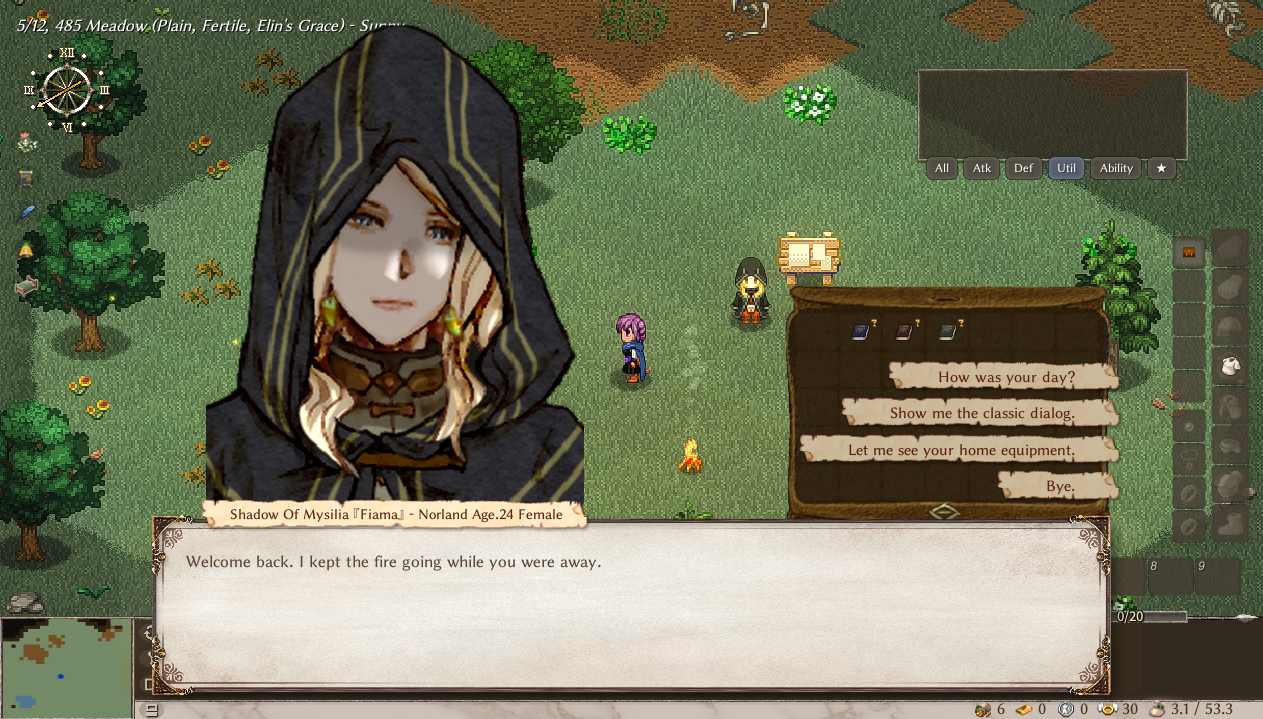 5/12, 485 Meadow (Plain, Fertile, Elin's Grace) - Sunny
XII
IX
III
VI
All
Atk
Def
Util
Ability
★
?
?
?
How was your day?
Show me the classic dialog.
Let me see your home equipment.
Bye.
Shadow Of Mysilia『Fiama』 - Norland Age.24 Female
Welcome back. I kept the fire going while you were away.
8
9
0/20
6
0
0
30
3.1 / 53.3